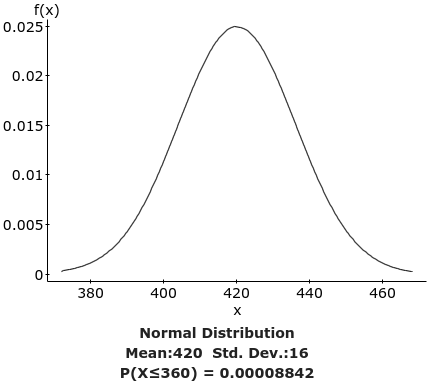 f(x)
0.025
0.02
0.015
0.01
0.005
0
380 400 420 440 460
x
Normal Distribution
Mean:420 Std. Dev.:16
P(X≤360) = 0.00008842